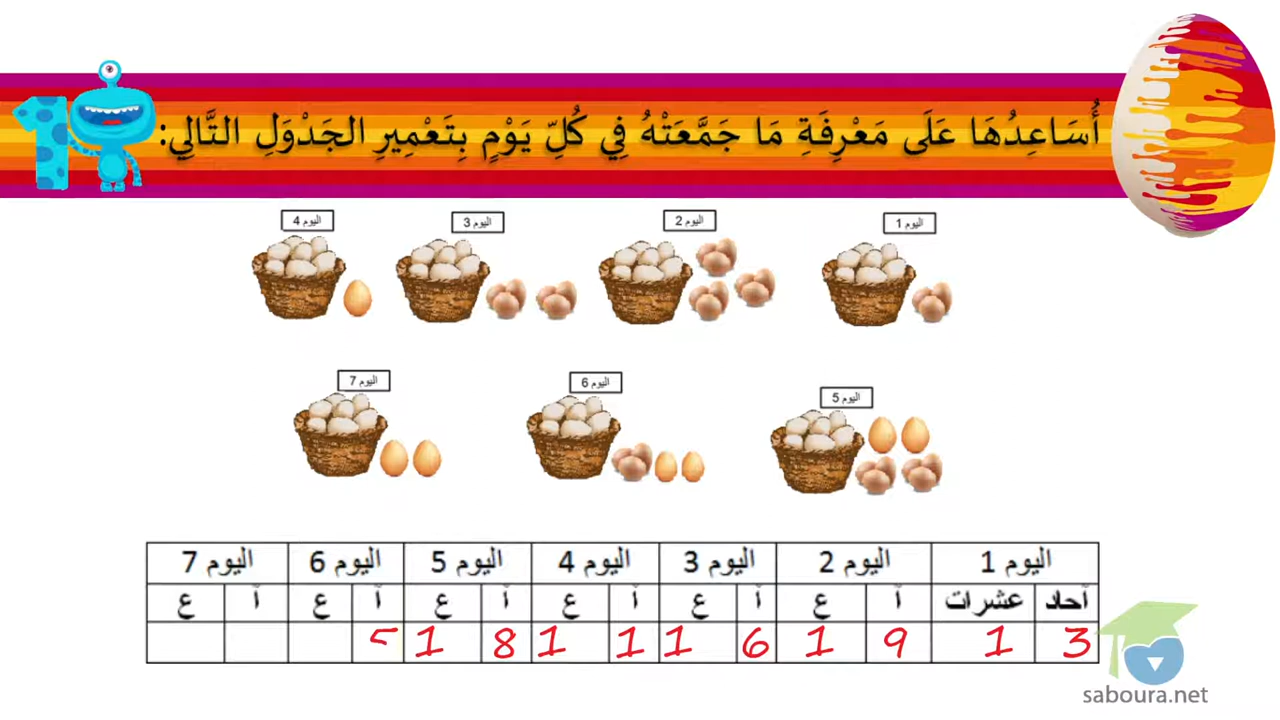 أُسَاعِدُهَا عَلَى مَعْرِفَةِ مَا جَمَّعَتْهُ فِي كُلِّ يَوْمٍ بِتَعْمِيرِ الجَدْوَلِ التَّالِي:
اليوم 1 اليوم 2 اليوم 3 اليوم 4
اليوم 5 اليوم 6 اليوم 7
اليوم 1 اليوم 2 اليوم 3 اليوم 4 اليوم 5 اليوم 6 اليوم 7
آحاد عشرات آ ع آ ع آ ع آ ع آ ع آ ع
3 1 9 1 6 1 1 1 8 1 5
saboura.net